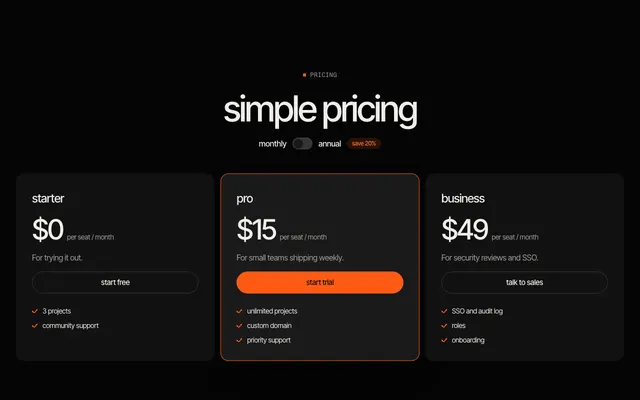 PRICING
simple pricing
monthly annual save 20%
starter
$0 per seat / month
For trying it out.
start free
3 projects
community support
pro
$15 per seat / month
For small teams shipping weekly.
start trial
unlimited projects
custom domain
priority support
business
$49 per seat / month
For security reviews and SSO.
talk to sales
SSO and audit log
roles
onboarding